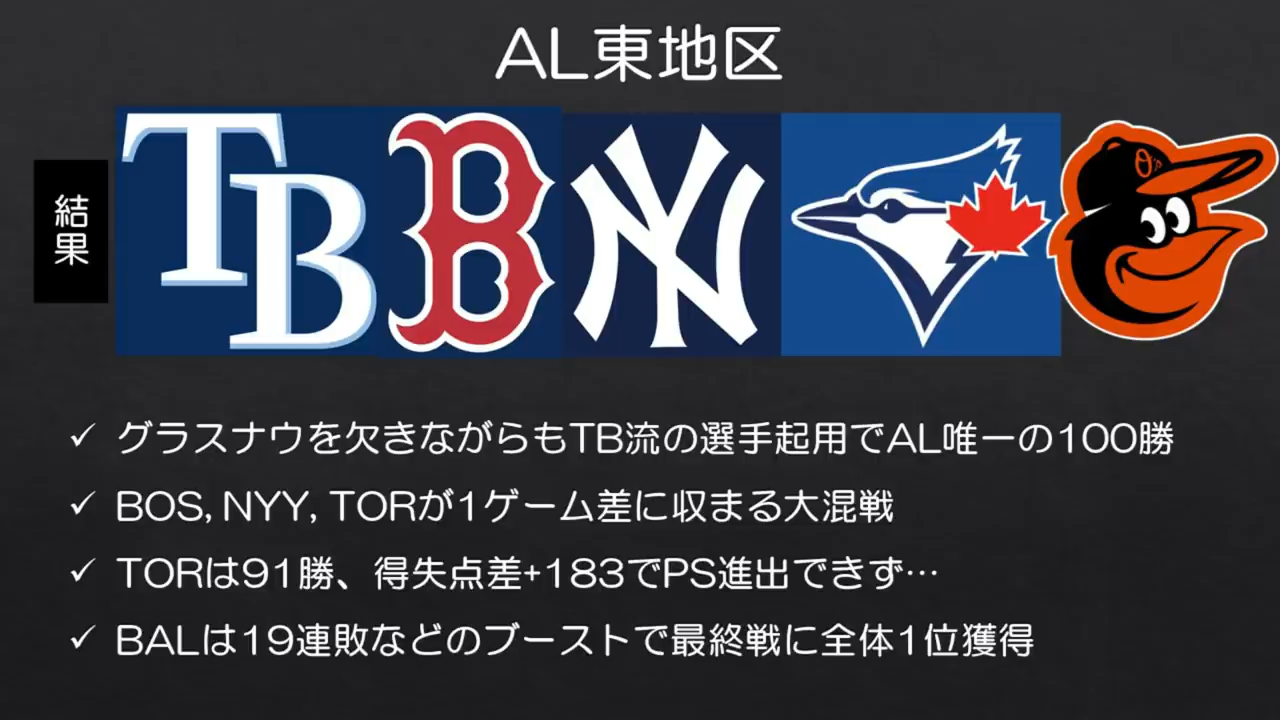 AL東地区
結果
TB
B
NY
O's
グラスナウを欠きながらもTB流の選手起用でAL唯一の100勝
BOS, NYY, TORが1ゲーム差に収まる大混戦
TORは91勝、得失点差+183でPS進出できず…
BALは19連敗などのブーストで最終戦に全体1位獲得